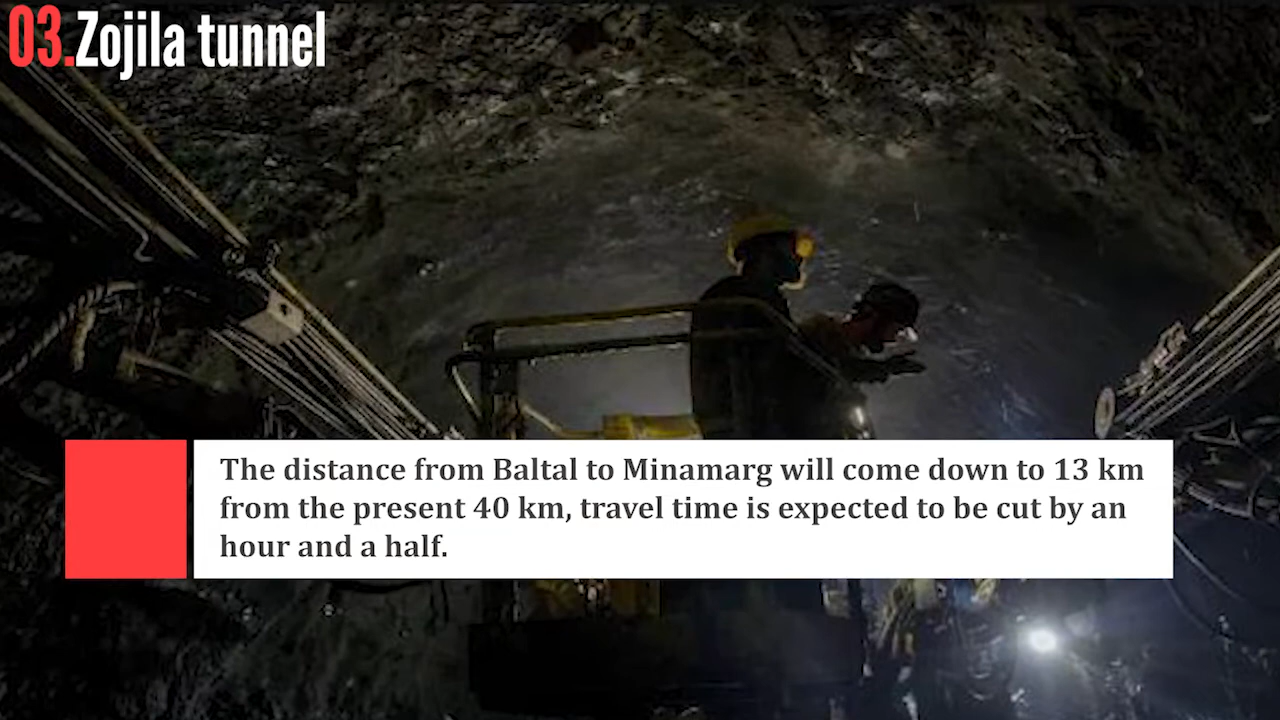 03.Zojila tunnel
The distance from Baltal to Minamarg will come down to 13 km
from the present 40 km, travel time is expected to be cut by an
hour and a half.